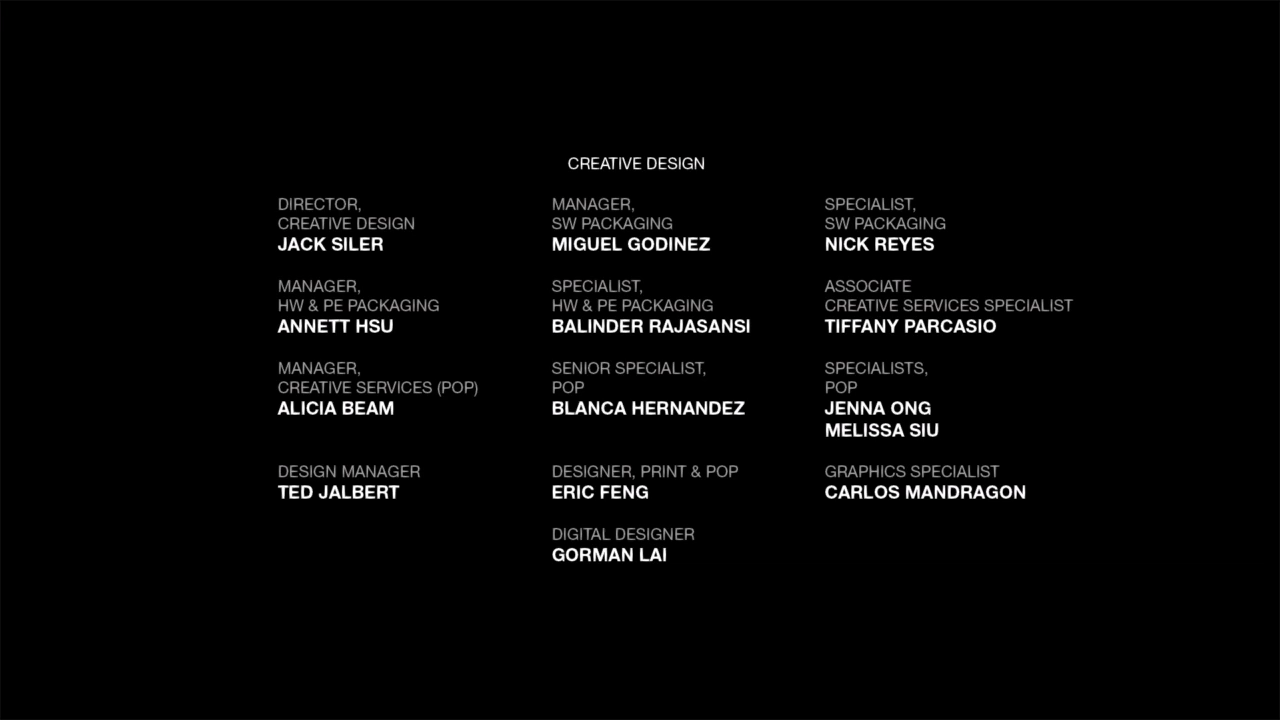 CREATIVE DESIGN
DIRECTOR,
CREATIVE DESIGN
JACK SILER
MANAGER,
SW PACKAGING
MIGUEL GODINEZ
SPECIALIST,
SW PACKAGING
NICK REYES
MANAGER,
HW & PE PACKAGING
ANNETT HSU
SPECIALIST,
HW & PE PACKAGING
BALINDER RAJASANSI
ASSOCIATE
CREATIVE SERVICES SPECIALIST
TIFFANY PARCASIO
MANAGER,
CREATIVE SERVICES (POP)
ALICIA BEAM
SENIOR SPECIALIST,
POP
BLANCA HERNANDEZ
SPECIALISTS,
POP
JENNA ONG
MELISSA SIU
DESIGN MANAGER
TED JALBERT
DESIGNER, PRINT & POP
ERIC FENG
GRAPHICS SPECIALIST
CARLOS MANDRAGON
DIGITAL DESIGNER
GORMAN LAI